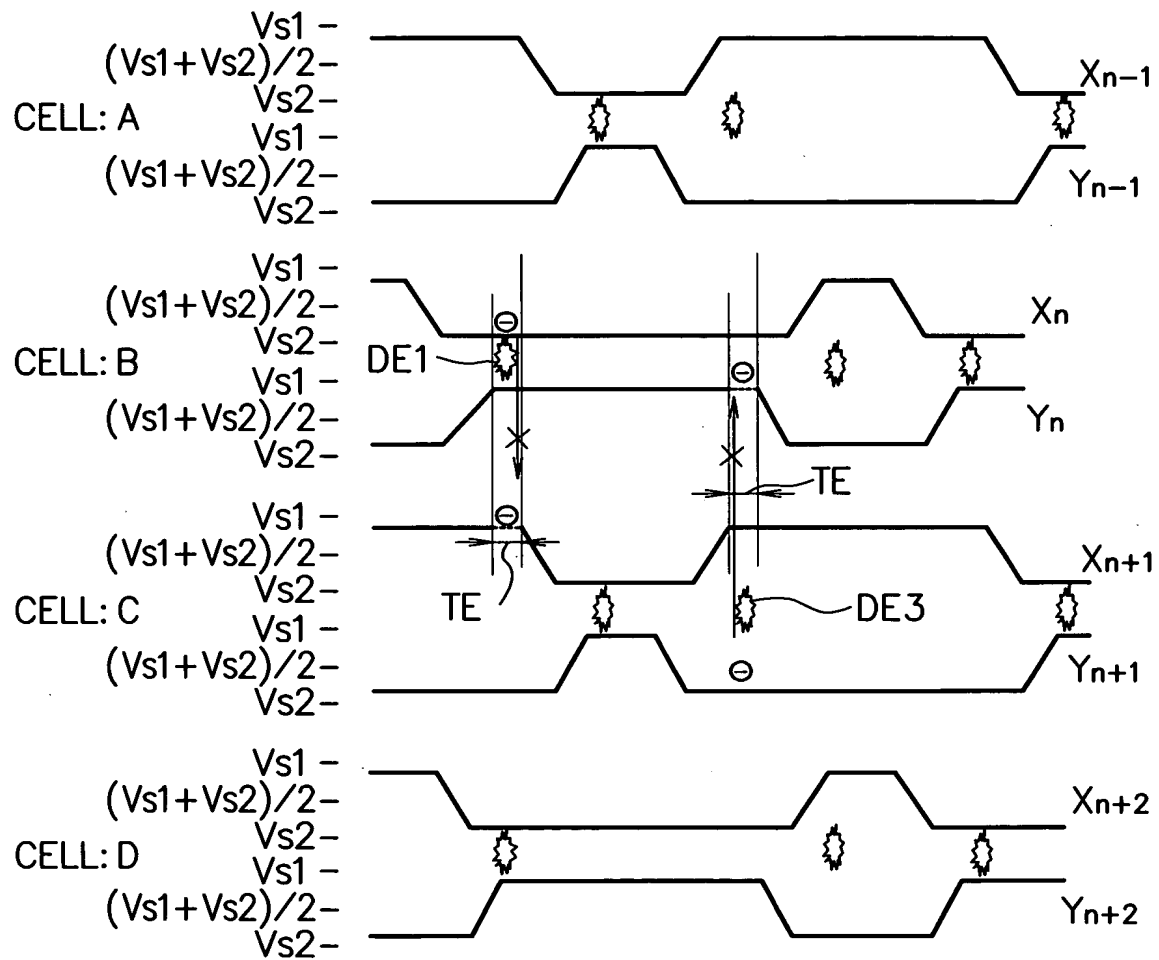 Vs1
(Vs1+Vs2)/2
Xn-1
Vs2
CELL: A
Vs1
(Vs1+Vs2)/2
Yn-1
Vs2
Vs1
(Vs1+Vs2)/2
Xn
Vs2
CELL: B
DE1
Vs1
(Vs1+Vs2)/2
Yn
Vs2
TE
Vs1
(Vs1+Vs2)/2
Xn+1
Vs2
CELL: C
TE
DE3
Vs1
(Vs1+Vs2)/2
Yn+1
Vs2
Vs1
(Vs1+Vs2)/2
Xn+2
Vs2
CELL: D
Vs1
(Vs1+Vs2)/2
Yn+2
Vs2